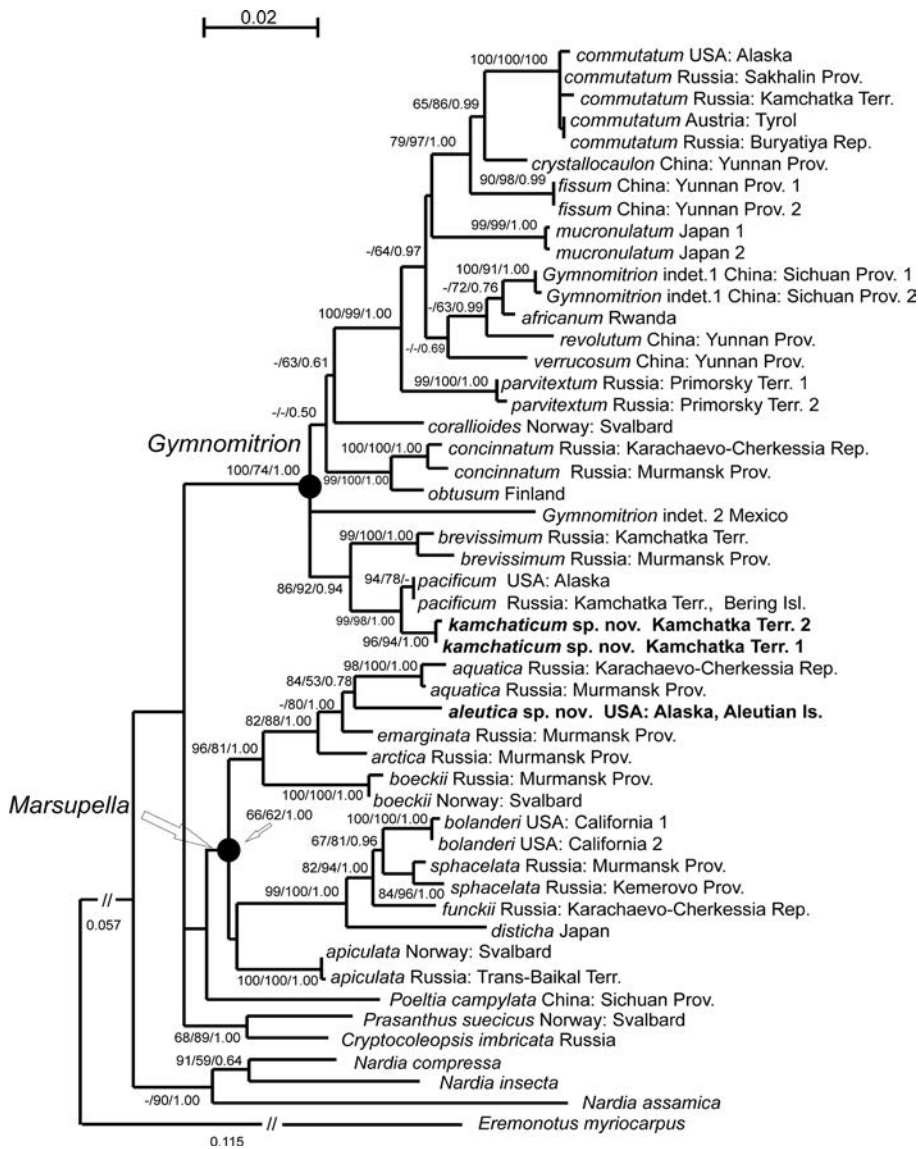 0.02
commutatum USA: Alaska
100/100/100
commutatum Russia: Sakhalin Prov.
65/86/0.99
commutatum Russia: Kamchatka Terr.
commutatum Austria: Tyrol
79/97/1.00
commutatum Russia: Buryatiya Rep.
crystallocaulon China: Yunnan Prov.
90/98/0.99
fissum China: Yunnan Prov. 1
fissum China: Yunnan Prov. 2
99/99/1.00
mucronulatum Japan 1
-/64/0.97
mucronulatum Japan 2
100/91/1.00
Gymnomitrion indet.1 China: Sichuan Prov. 1
-/72/0.76
Gymnomitrion indet.1 China: Sichuan Prov. 2
-/63/0.99
africanum Rwanda
100/99/1.00
revolutum China: Yunnan Prov.
-/-/0.69
verrucosum China: Yunnan Prov.
-/63/0.61
99/100/1.00
parvitextum Russia: Primorsky Terr. 1
parvitextum Russia: Primorsky Terr. 2
-/-/0.50
corallioides Norway: Svalbard
Gymnomitrion
100/100/1.00
concinnatum Russia: Karachaevo-Cherkessia Rep.
100/74/1.00
concinnatum Russia: Murmansk Prov.
99/100/1.00
obtusum Finland
Gymnomitrion indet. 2 Mexico
99/100/1.00
brevissimum Russia: Kamchatka Terr.
brevissimum Russia: Murmansk Prov.
86/92/0.94
94/78/-
pacificum USA: Alaska
pacificum Russia: Kamchatka Terr., Bering Isl.
99/98/1.00
kamchaticum sp. nov. Kamchatka Terr. 2
96/94/1.00
kamchaticum sp. nov. Kamchatka Terr. 1
98/100/1.00
aquatica Russia: Karachaevo-Cherkessia Rep.
84/53/0.78
aquatica Russia: Murmansk Prov.
-/80/1.00
aleutica sp. nov. USA: Alaska, Aleutian Is.
82/88/1.00
emarginata Russia: Murmansk Prov.
96/81/1.00
arctica Russia: Murmansk Prov.
boeckii Russia: Murmansk Prov.
100/100/1.00
boeckii Norway: Svalbard
Marsupella
66/62/1.00
100/100/1.00
bolanderi USA: California 1
67/81/0.96
bolanderi USA: California 2
82/94/1.00
sphacelata Russia: Murmansk Prov.
99/100/1.00
84/96/1.00
sphacelata Russia: Kemerovo Prov.
funckii Russia: Karachaevo-Cherkessia Rep.
//
0.057
disticha Japan
apiculata Norway: Svalbard
100/100/1.00
apiculata Russia: Trans-Baikal Terr.
Poeltia campylata China: Sichuan Prov.
Prasanthus suecicus Norway: Svalbard
68/89/1.00
Cryptocoleopsis imbricata Russia
91/59/0.64
Nardia compressa
Nardia insecta
-/90/1.00
Nardia assamica
//
Eremonotus myriocarpus
0.115